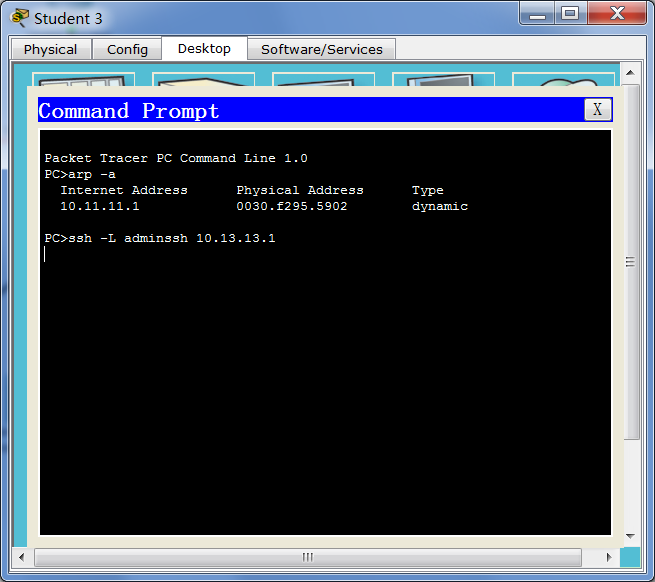 Student 3
Physical Config Desktop Software/Services
Command Prompt X
Packet Tracer PC Command Line 1.0
PC>arp -a
Internet Address Physical Address Type
10.11.11.1 0030.f295.5902 dynamic
PC>ssh -L adminssh 10.13.13.1